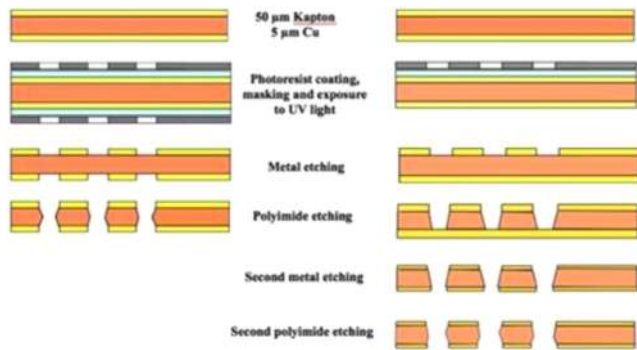 50 µm Kapton
5 µm Cu
Photoresist coating,
masking and exposure
to UV light
Metal etching
Polyimide etching
Second metal etching
Second polyimide etching